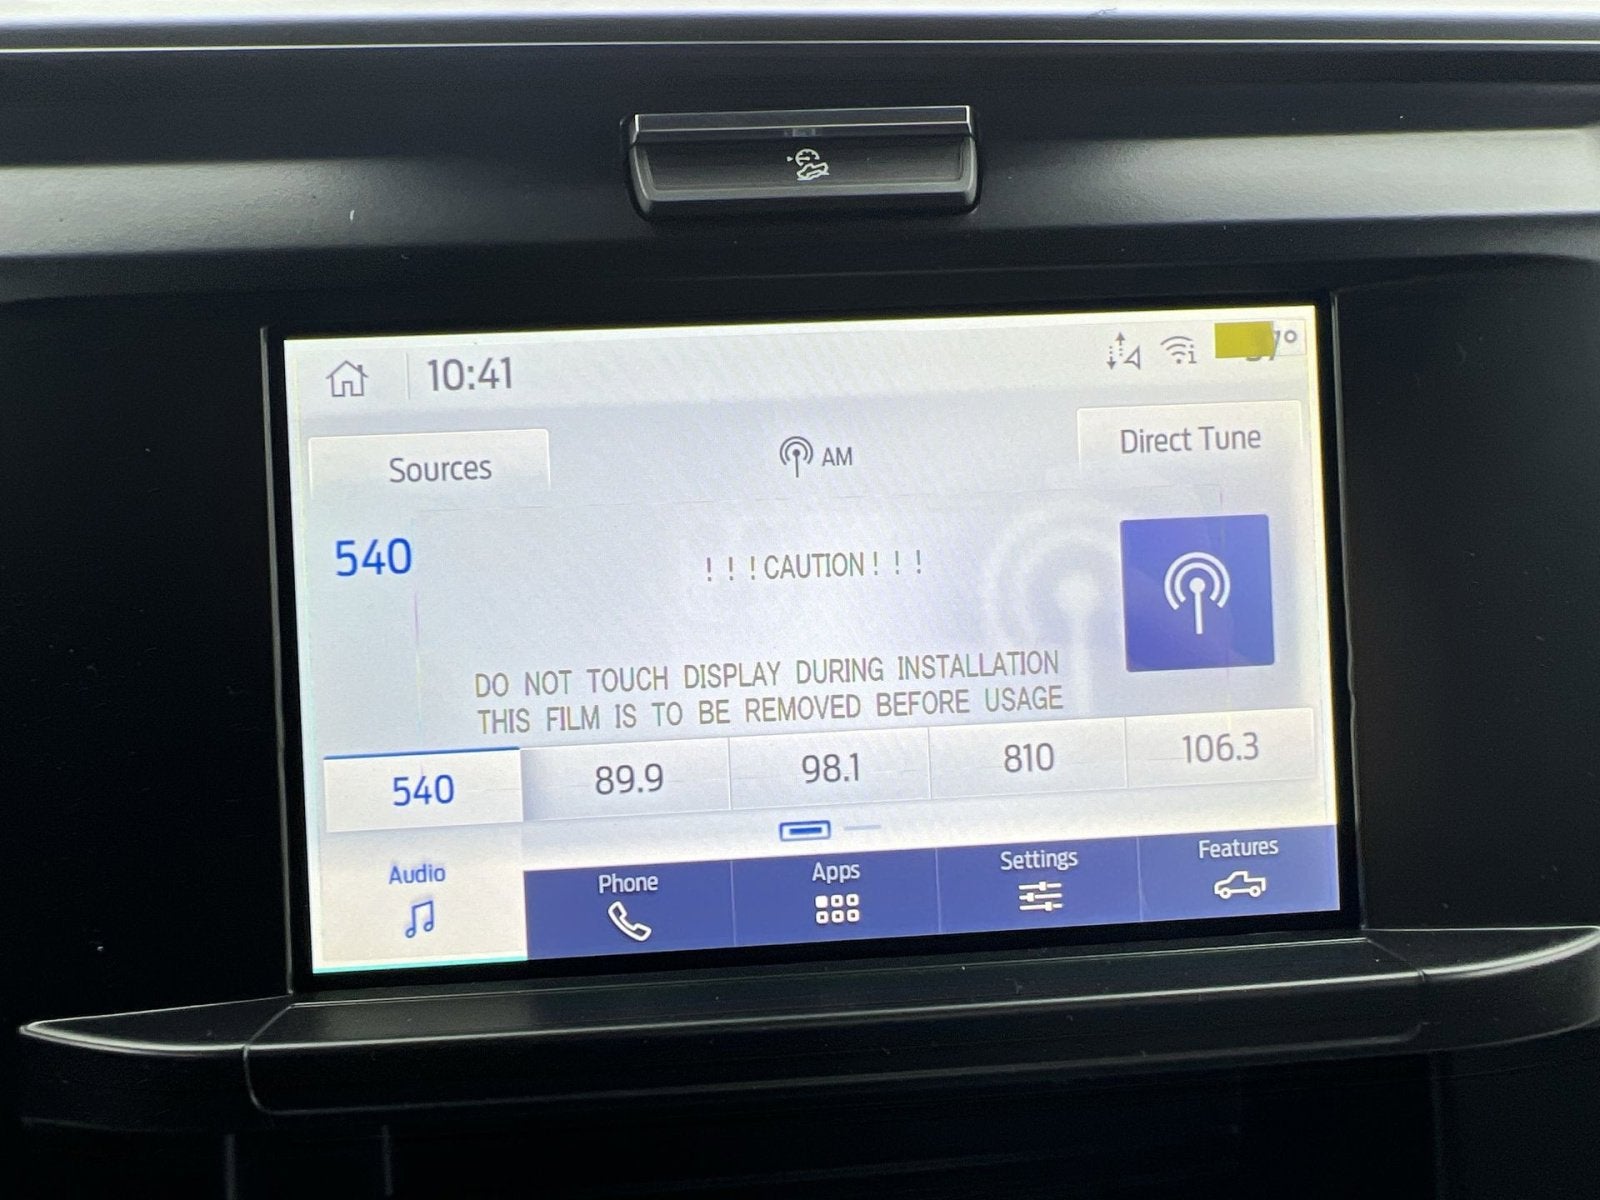 10:41
Sources
AM
Direct Tune
540
! ! ! CAUTION ! ! !
DO NOT TOUCH DISPLAY DURING INSTALLATION
THIS FILM IS TO BE REMOVED BEFORE USAGE
540 89.9 98.1 810 106.3
Audio Phone Apps Settings Features